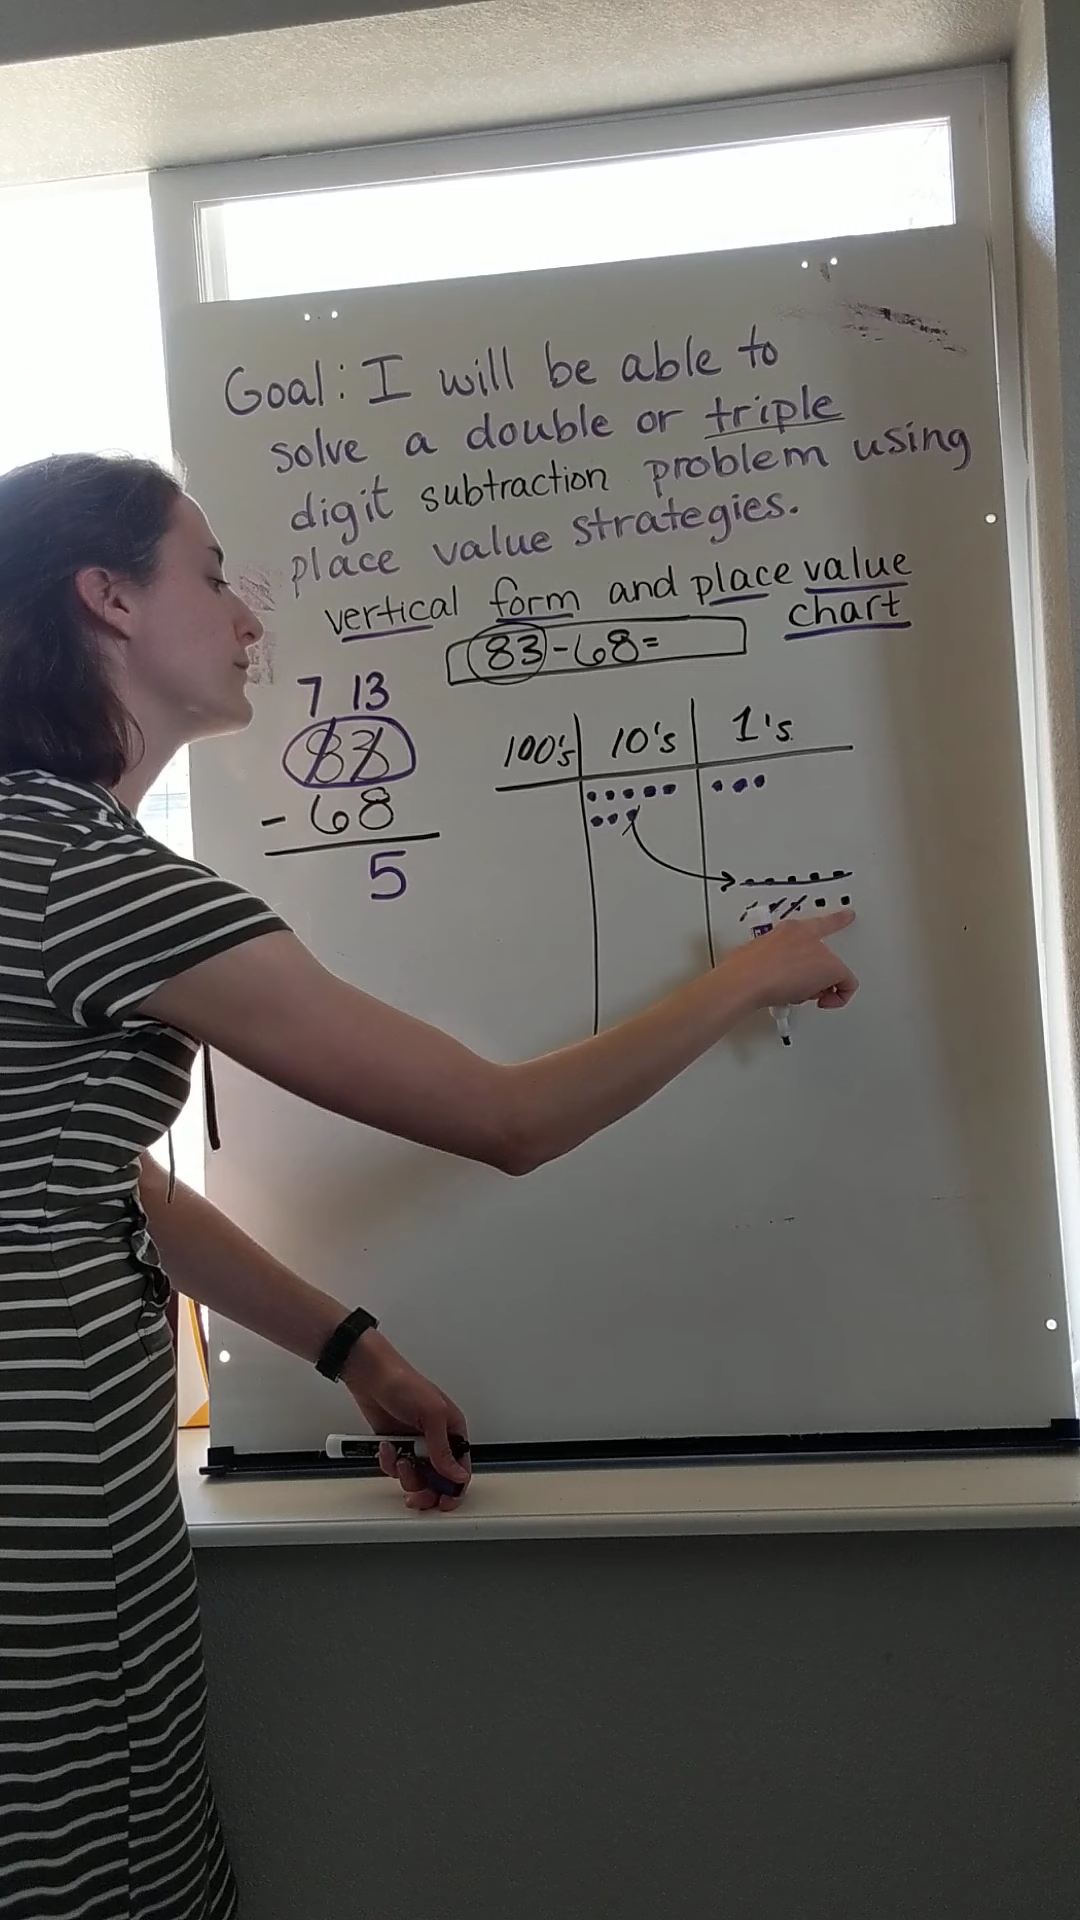 Goal: I will be able to
solve a double or triple
digit subtraction problem using
place value strategies.
vertical form and place value
chart
83-68=
7 13
83
- 68
5
100's 10's 1's